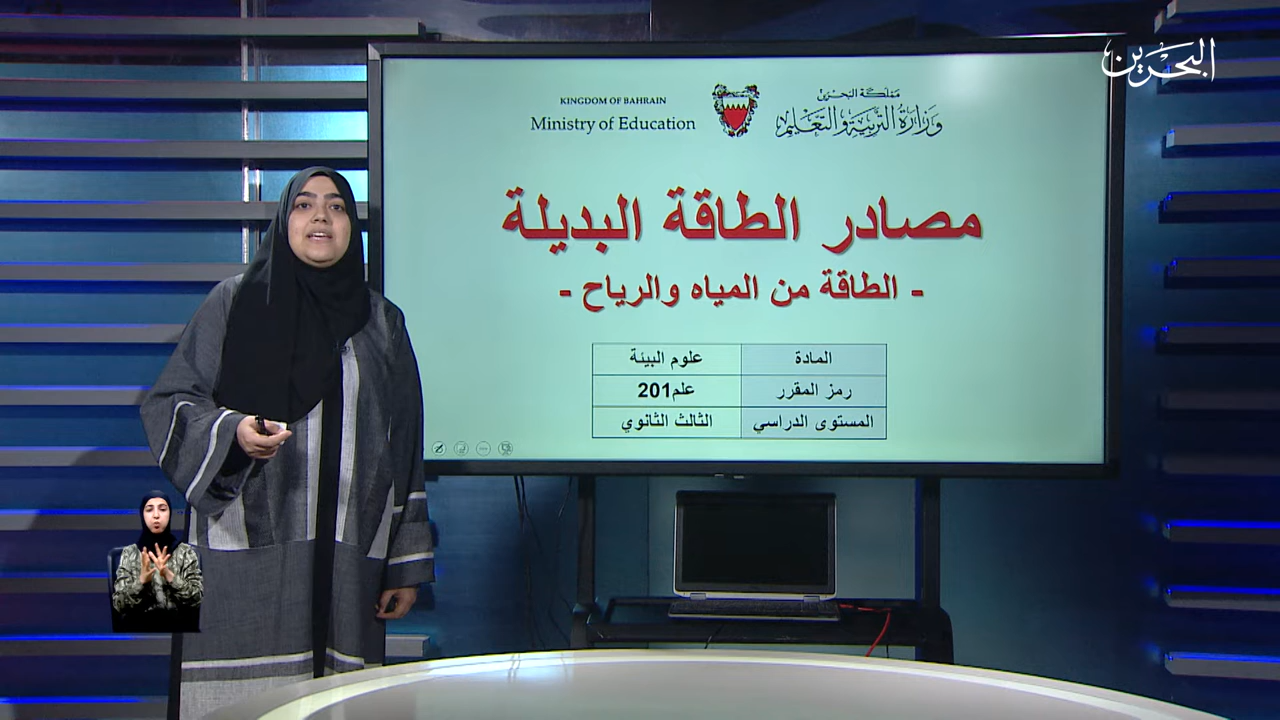 البحرين
KINGDOM OF BAHRAIN
Ministry of Education
مملكة البحرين
وزارة التربية والتعليم
مصادر الطاقة البديلة
- الطاقة من المياه والرياح -
المادة علوم البيئة
رمز المقرر علم201
المستوى الدراسي الثالث الثانوي